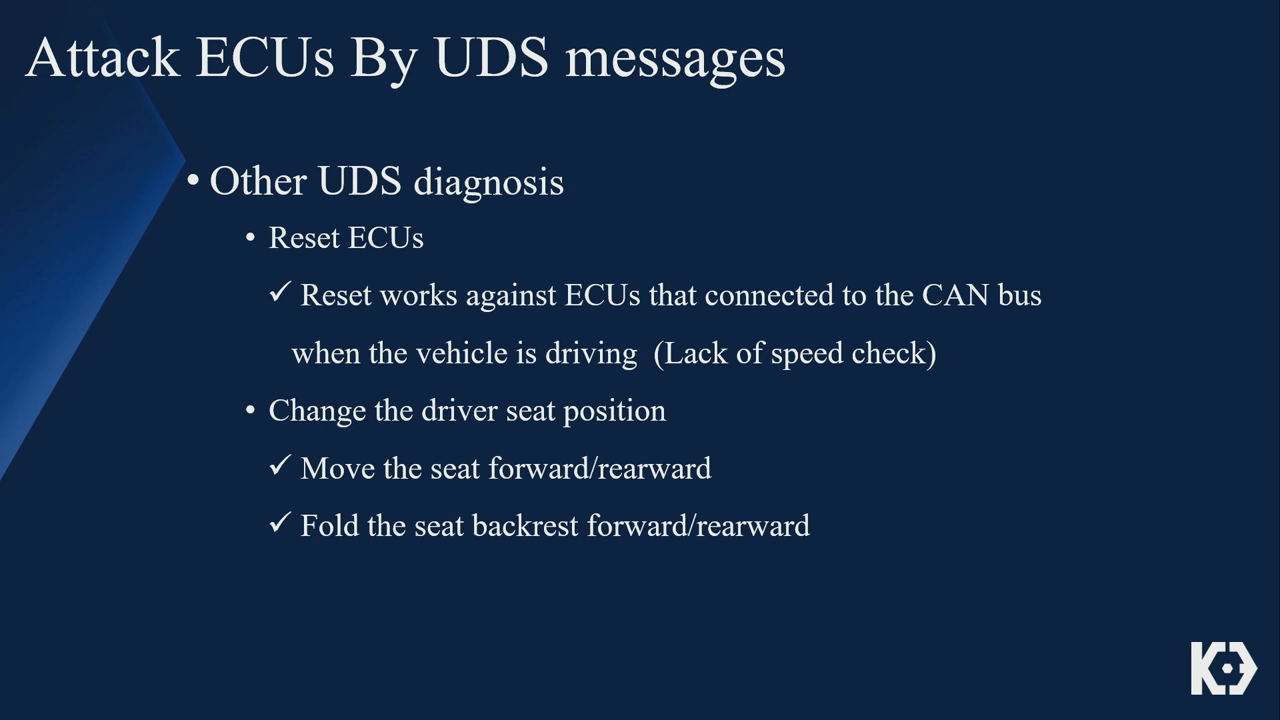 Attack ECUs By UDS messages
• Other UDS diagnosis
• Reset ECUs
✓ Reset works against ECUs that connected to the CAN bus
when the vehicle is driving (Lack of speed check)
• Change the driver seat position
✓ Move the seat forward/rearward
✓ Fold the seat backrest forward/rearward